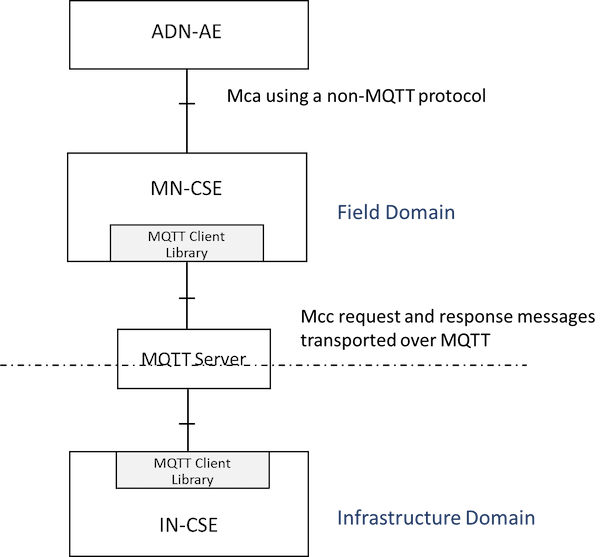 ADN-AE
Mca using a non-MQTT protocol
MN-CSE
Field Domain
MQTT Client
Library
Mcc request and response messages
transported over MQTT
MQTT Server
MQTT Client
Library
IN-CSE
Infrastructure Domain